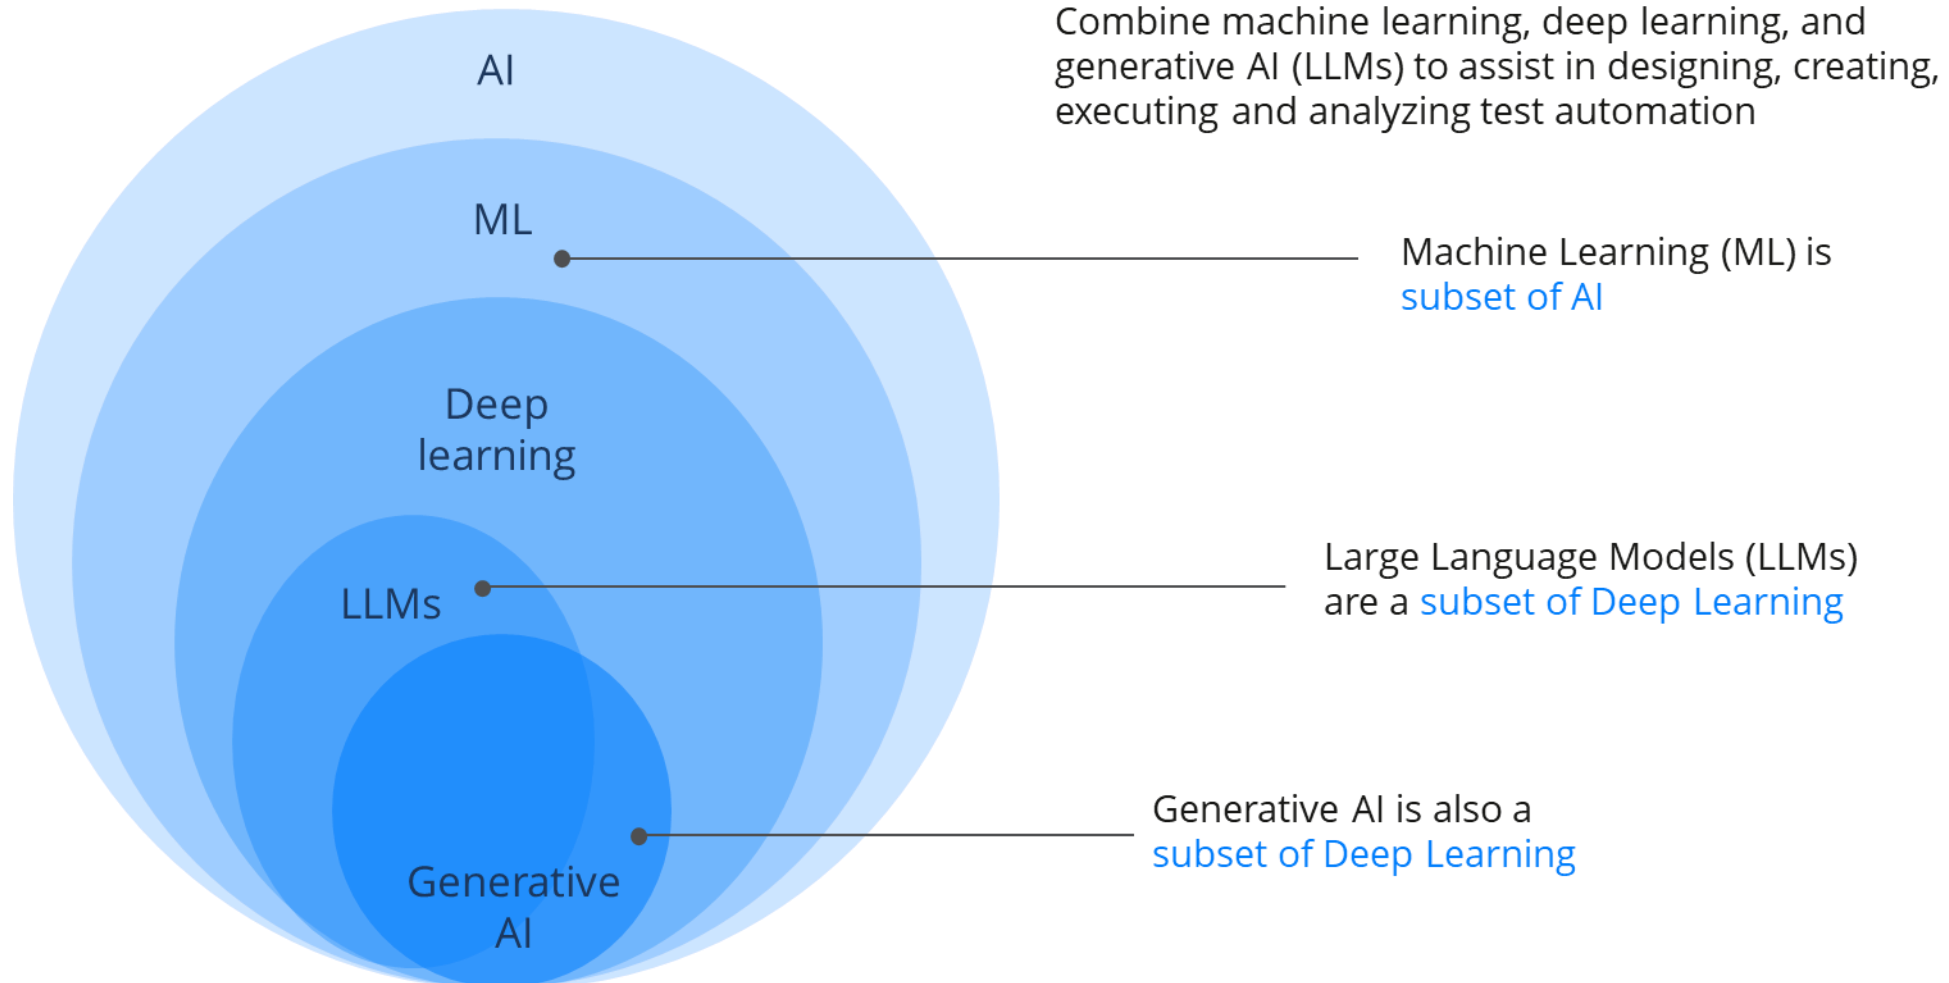 AI
ML
Deep
learning
LLMs
Generative
AI
Combine machine learning, deep learning, and
generative AI (LLMs) to assist in designing, creating,
executing and analyzing test automation
Machine Learning (ML) is
subset of AI
Large Language Models (LLMs)
are a subset of Deep Learning
Generative AI is also a
subset of Deep Learning